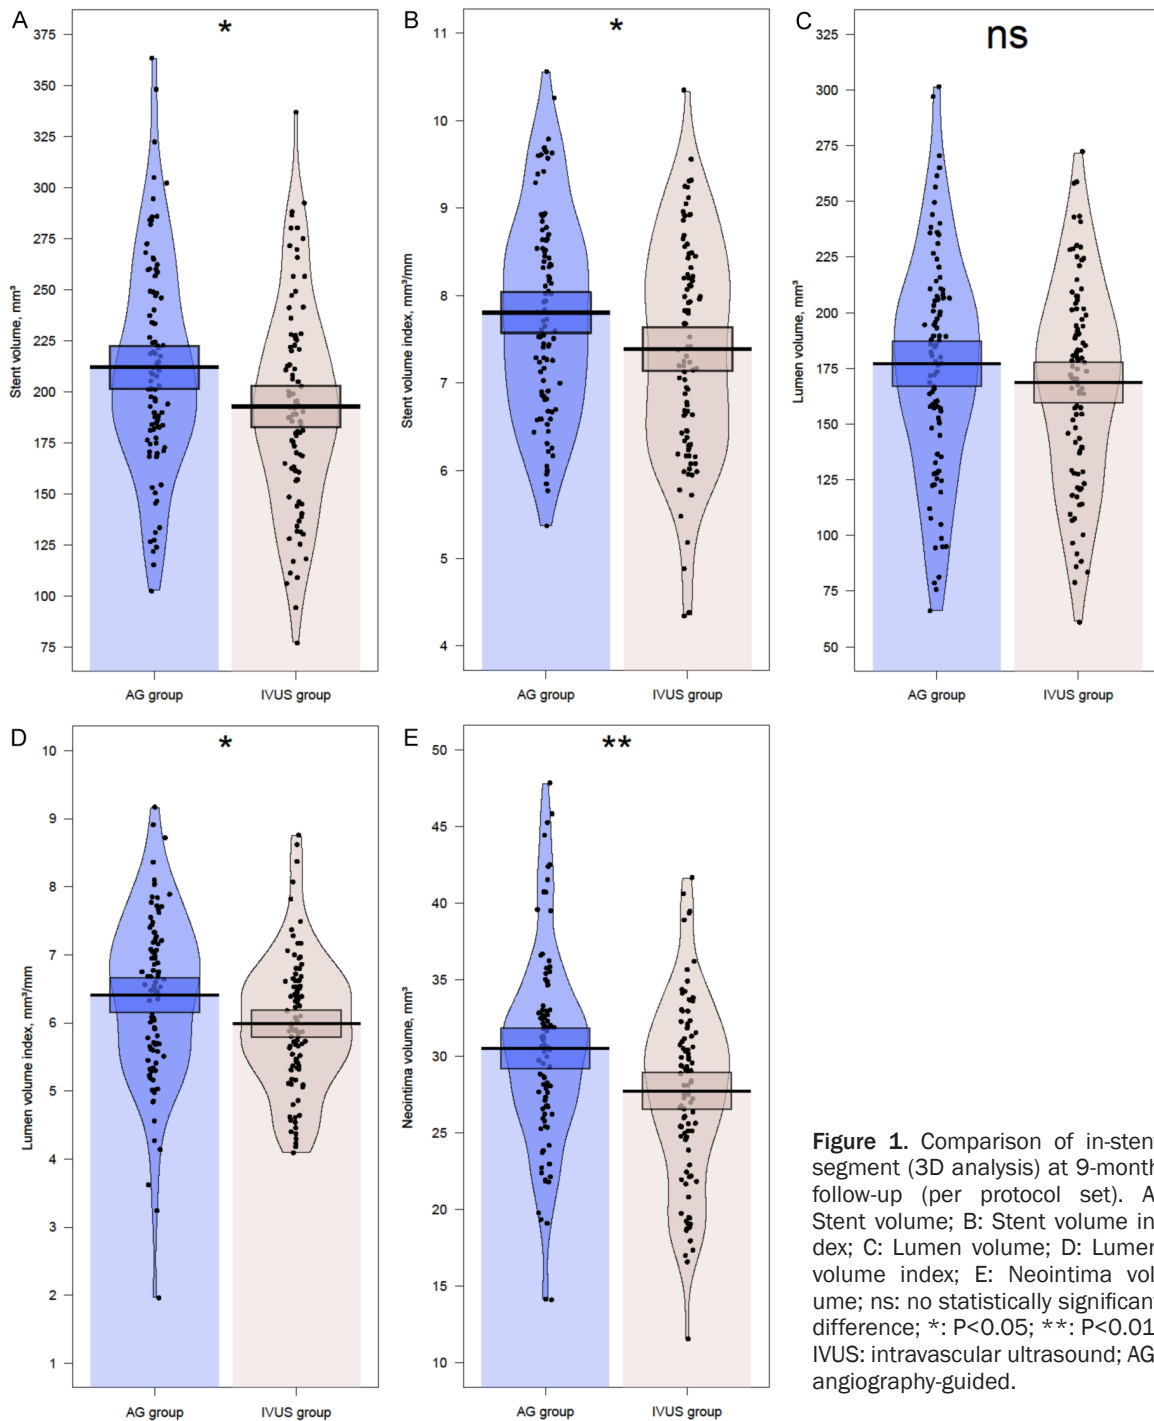 A
*
375
350
325
300
275
250
225
200
175
150
125
100
75
Stent volume, mm³
AG group
IVUS group
B
*
11
10
9
8
7
6
5
4
Stent volume index, mm³/mm
AG group
IVUS group
C
ns
325
300
275
250
225
200
175
150
125
100
75
50
Lumen volume, mm³
AG group
IVUS group
D
*
10
9
8
7
6
5
4
3
2
1
Lumen volume index, mm³/mm
AG group
IVUS group
E
**
50
45
40
35
30
25
20
15
10
Neointima volume, mm³
AG group
IVUS group
Figure 1. Comparison of in-stent
segment (3D analysis) at 9-month
follow-up (per protocol set). A:
Stent volume; B: Stent volume in-
dex; C: Lumen volume; D: Lumen
volume index; E: Neointima vol-
ume; ns: no statistically significant
difference; *: P<0.05; **: P<0.01.
IVUS: intravascular ultrasound; AG:
angiography-guided.